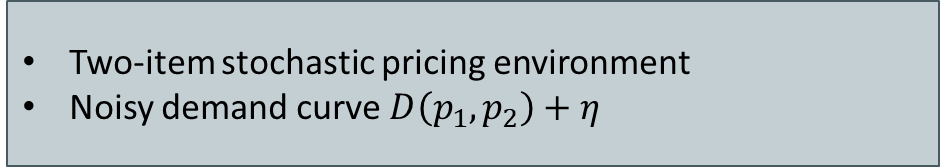 • Two-item stochastic pricing environment
• Noisy demand curve D(p₁, p₂) + η